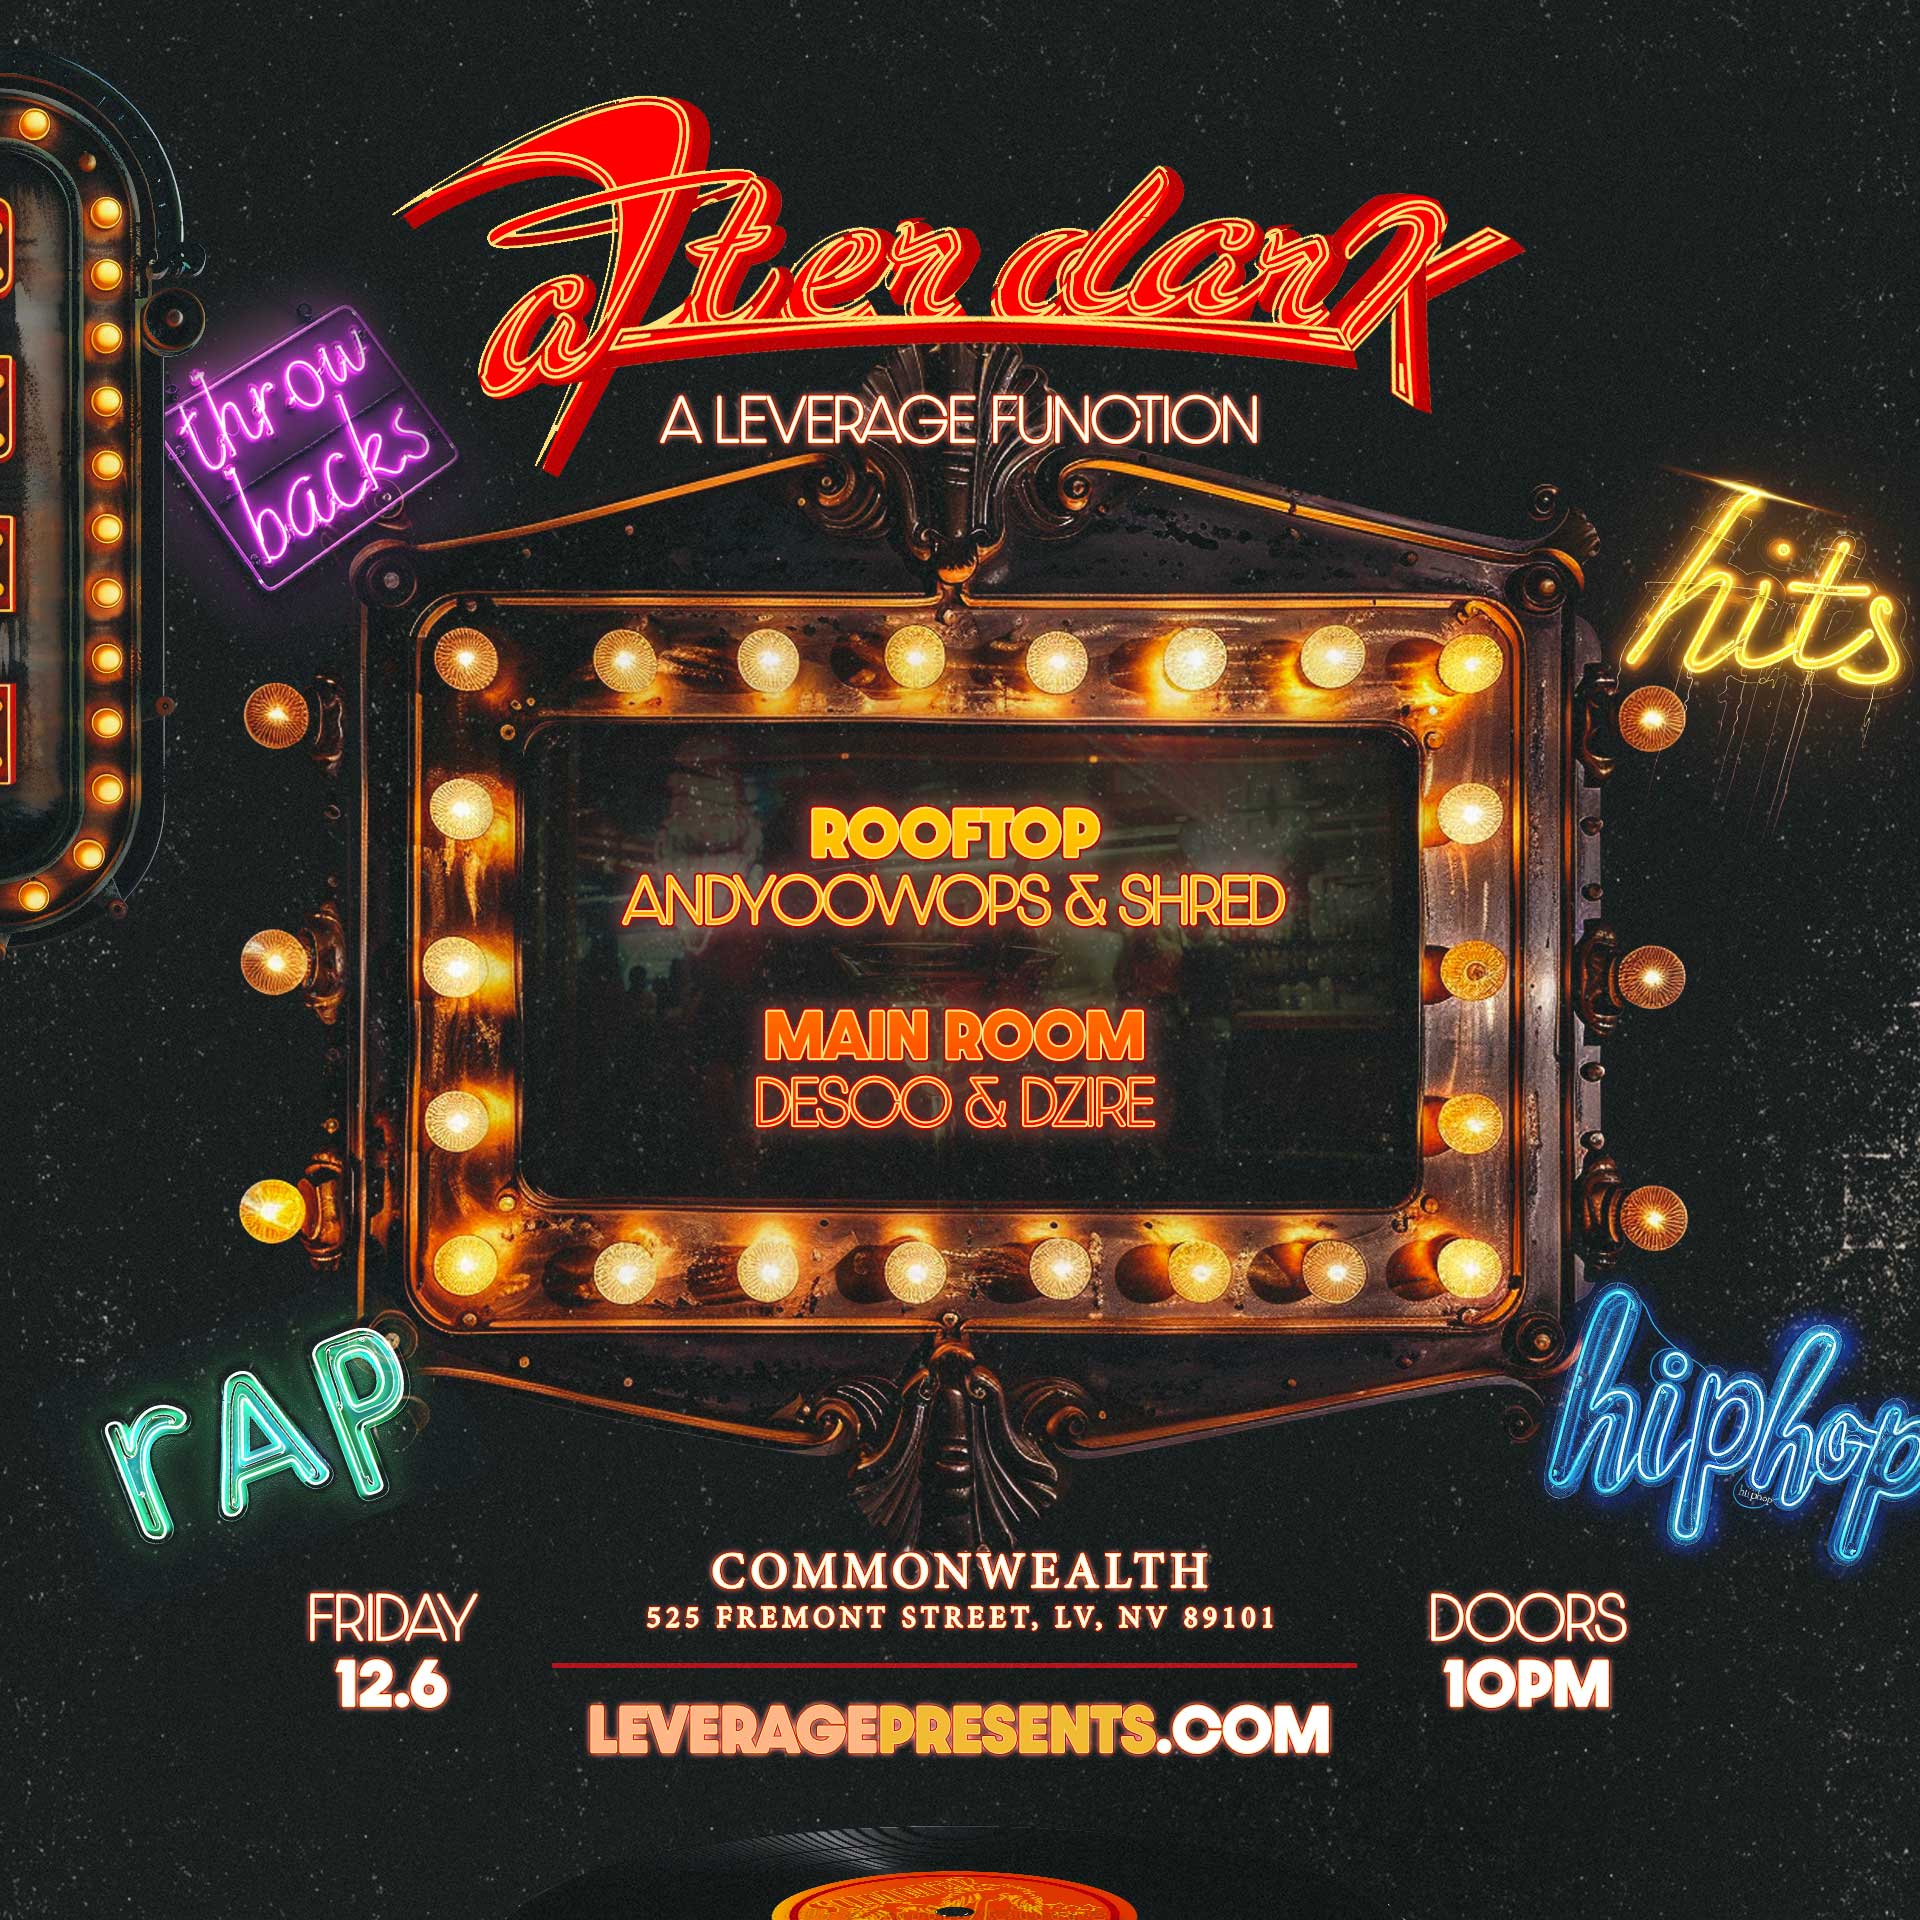 after dark
A LEVERAGE FUNCTION
throw
backs
hits
ROOFTOP
ANDYOOWOPS & SHRED
MAIN ROOM
DESCO & DZIRE
rAP
hiphop
COMMONWEALTH
525 FREMONT STREET, LV, NV 89101
FRIDAY
12.6
DOORS
10PM
LEVERAGEPRESENTS.COM